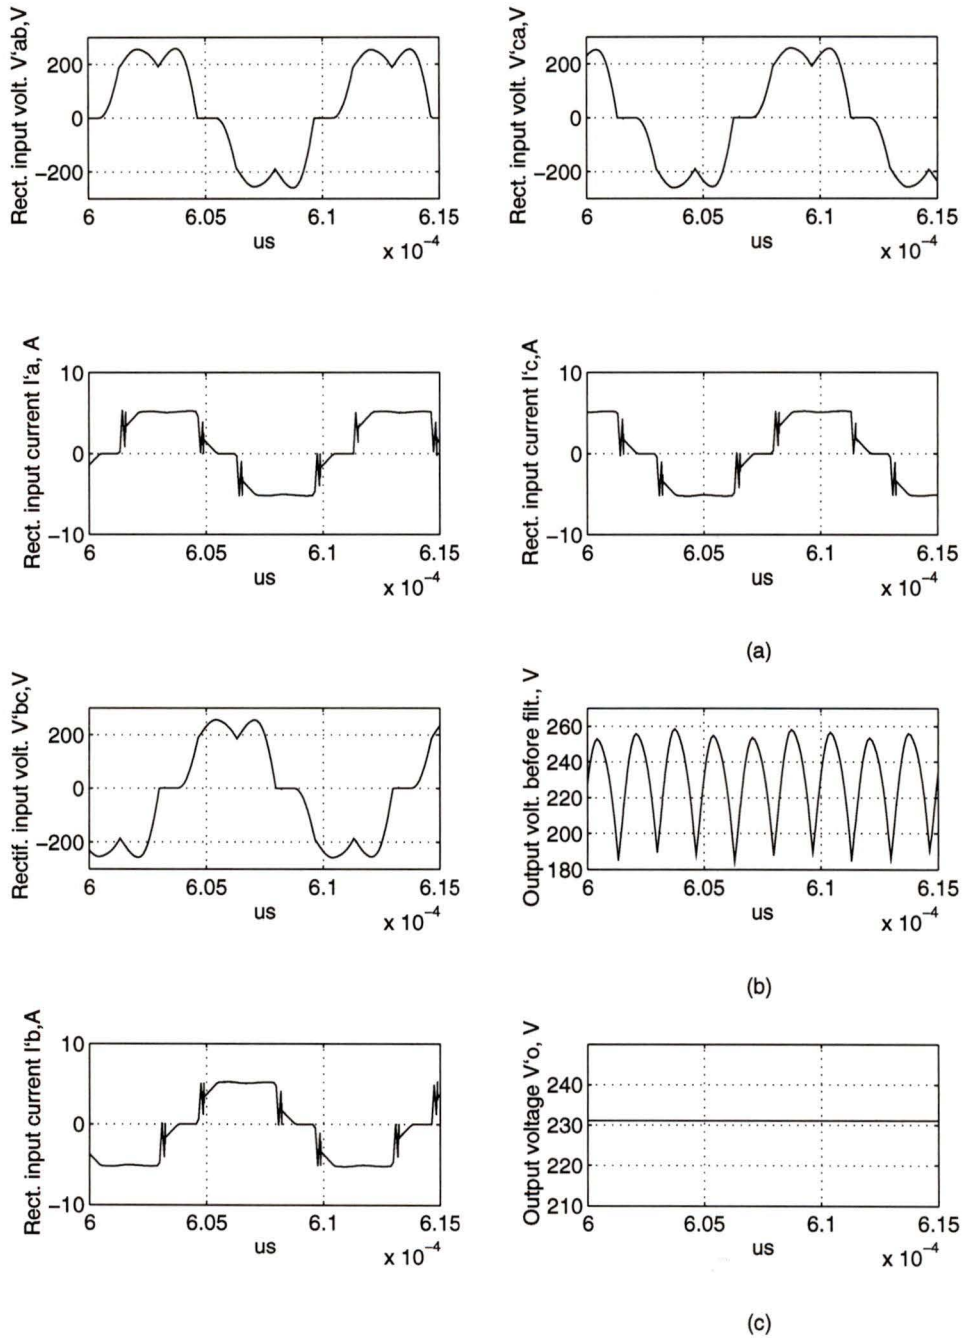 Rect. input volt. V'ab,V
200
0
−200
6 6.05 6.1 6.15
us
x 10⁻⁴
Rect. input volt. V'ca,V
200
0
−200
6 6.05 6.1 6.15
us
x 10⁻⁴
Rect. input current I'a, A
10
0
−10
6 6.05 6.1 6.15
us
x 10⁻⁴
Rect. input current I'c,A
10
0
−10
6 6.05 6.1 6.15
us
x 10⁻⁴
(a)
Rectif. input volt. V'bc,V
200
0
−200
6 6.05 6.1 6.15
us
x 10⁻⁴
Output volt. before filt., V
260
240
220
200
180
6 6.05 6.1 6.15
us
x 10⁻⁴
(b)
Rect. input current I'b,A
10
0
−10
6 6.05 6.1 6.15
us
x 10⁻⁴
Output voltage V'o, V
240
230
220
210
6 6.05 6.1 6.15
us
x 10⁻⁴
(c)